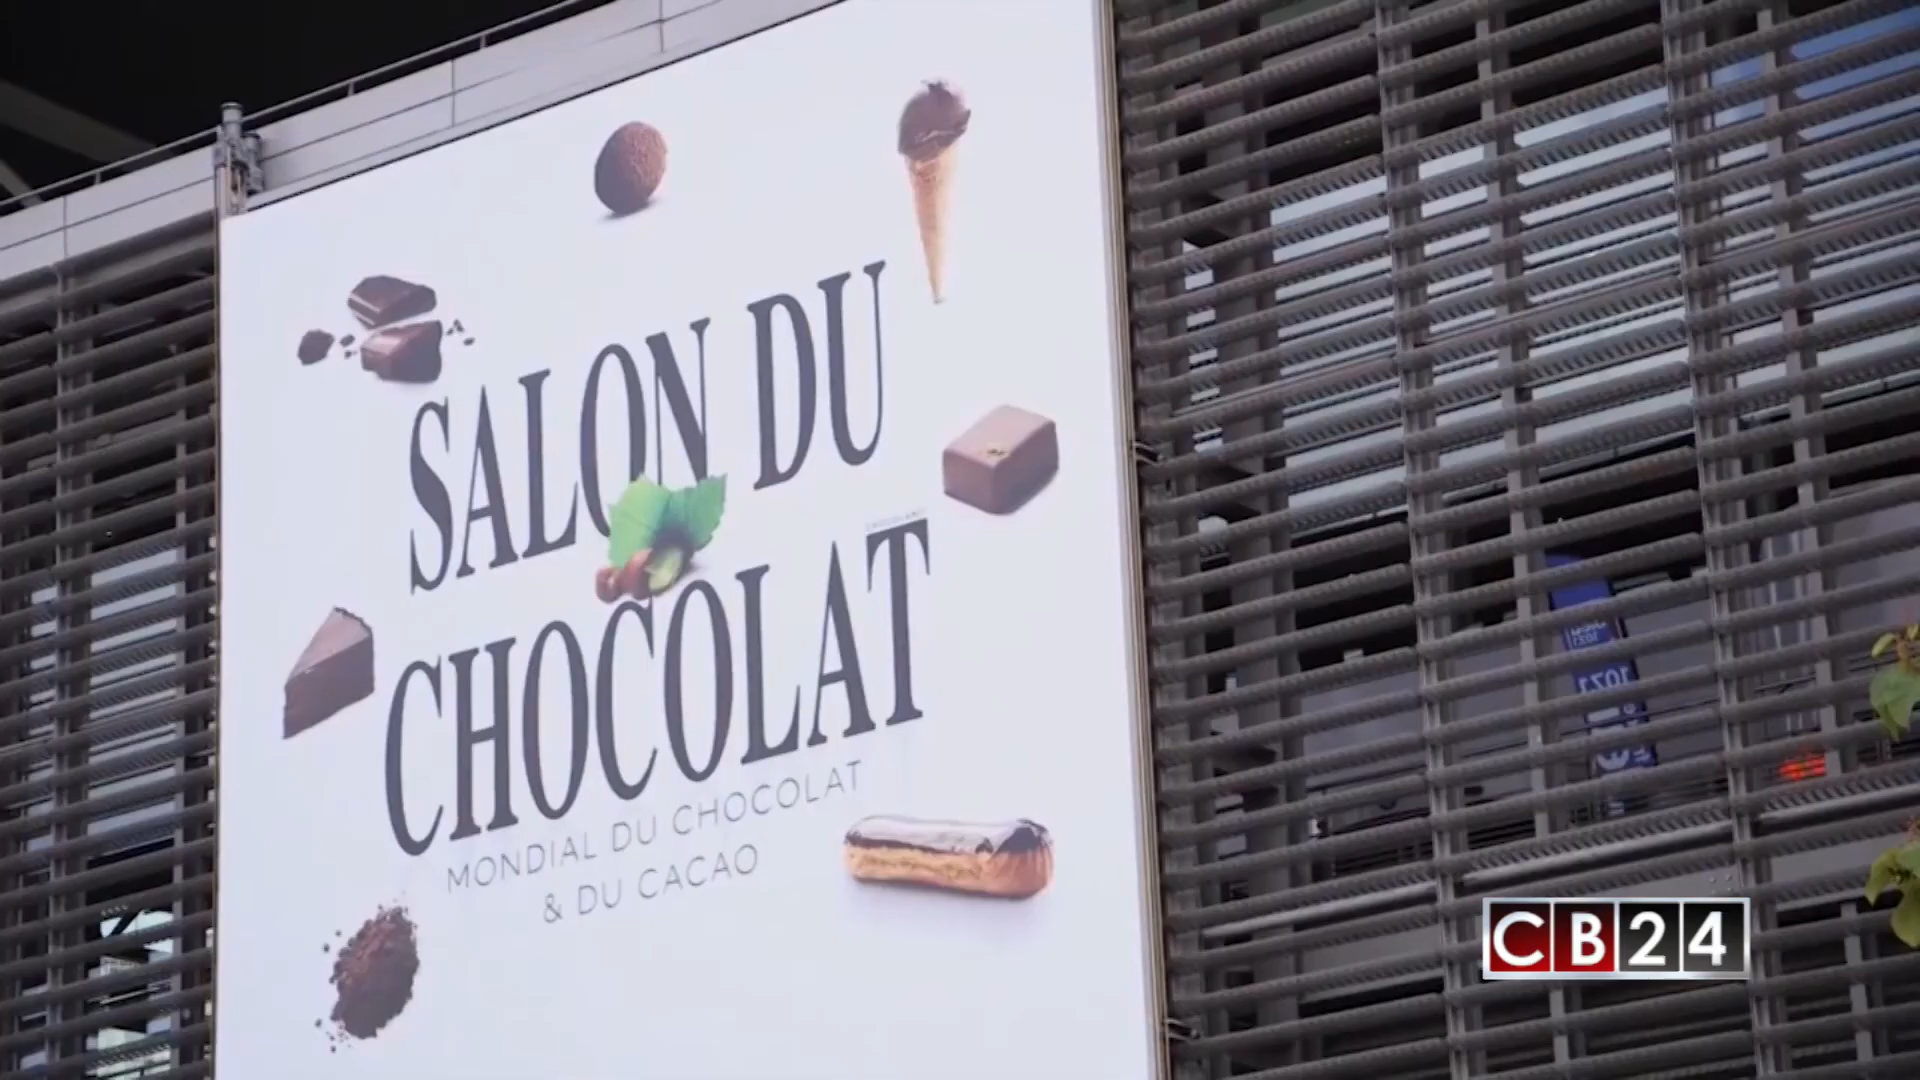 SALON DU
CHOCOLAT
MONDIAL DU CHOCOLAT
& DU CACAO
CB24